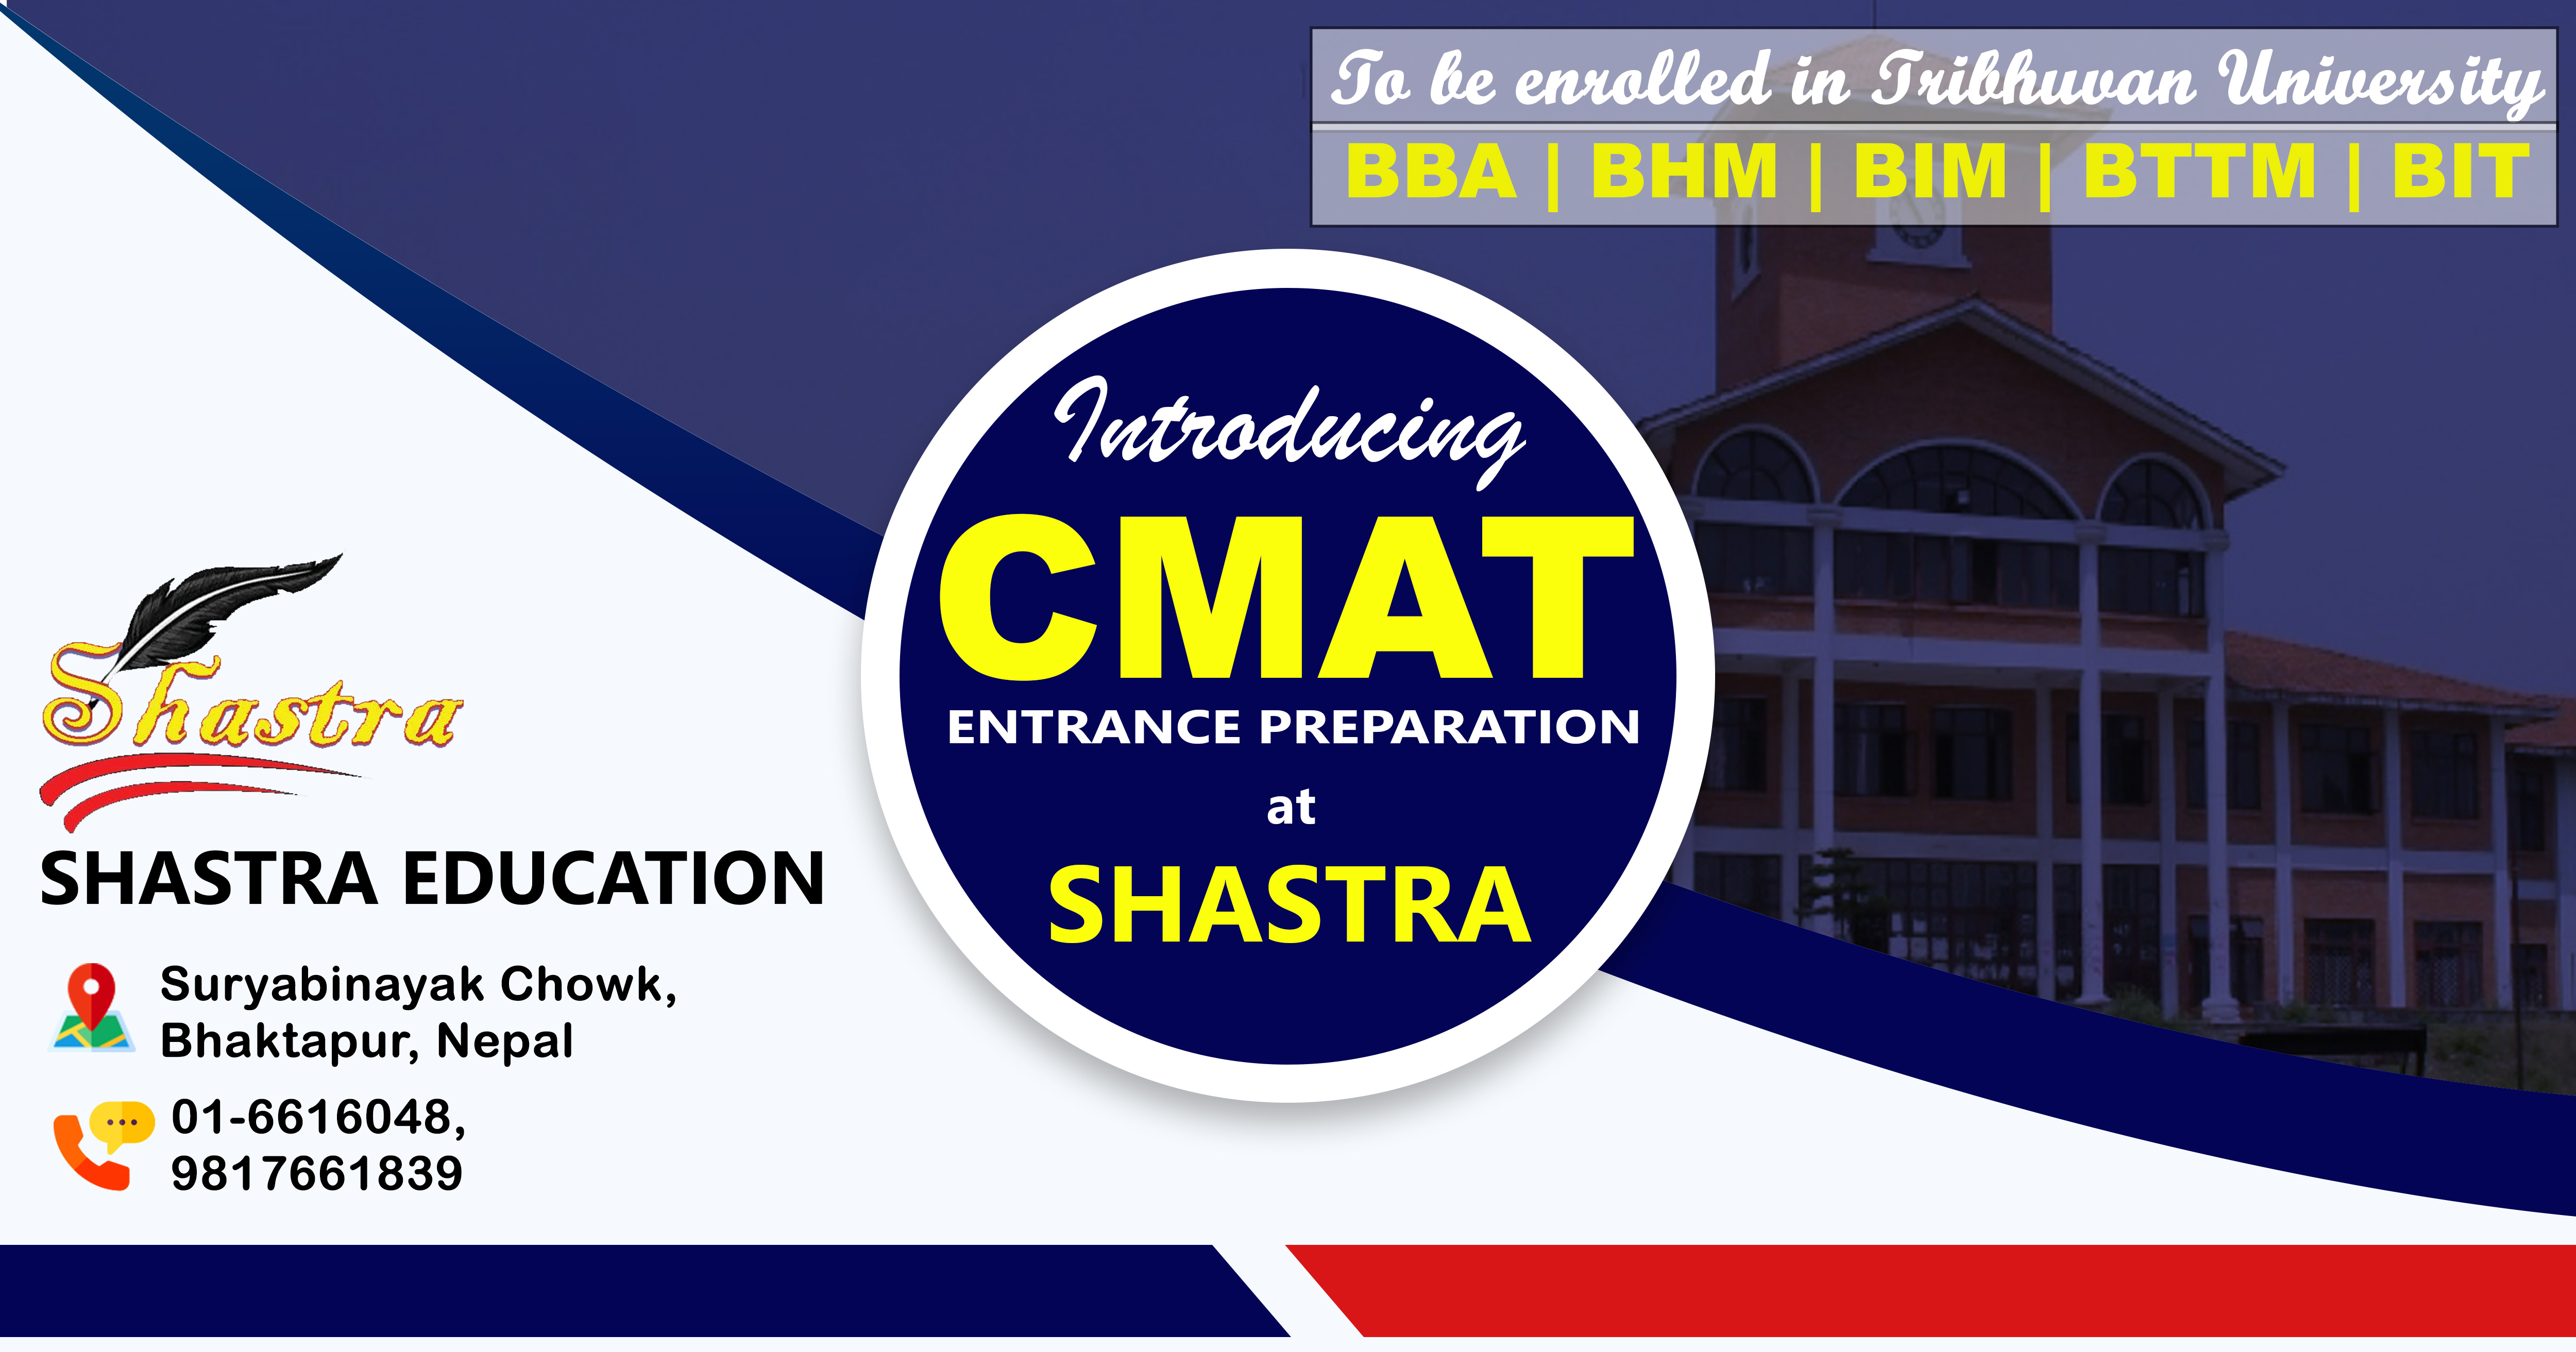 To be enrolled in Tribhuvan University
BBA | BHM | BIM | BTTM | BIT
Introducing
CMAT
ENTRANCE PREPARATION
at
SHASTRA
Shastra
SHASTRA EDUCATION
Suryabinayak Chowk,
Bhaktapur, Nepal
01-6616048,
9817661839